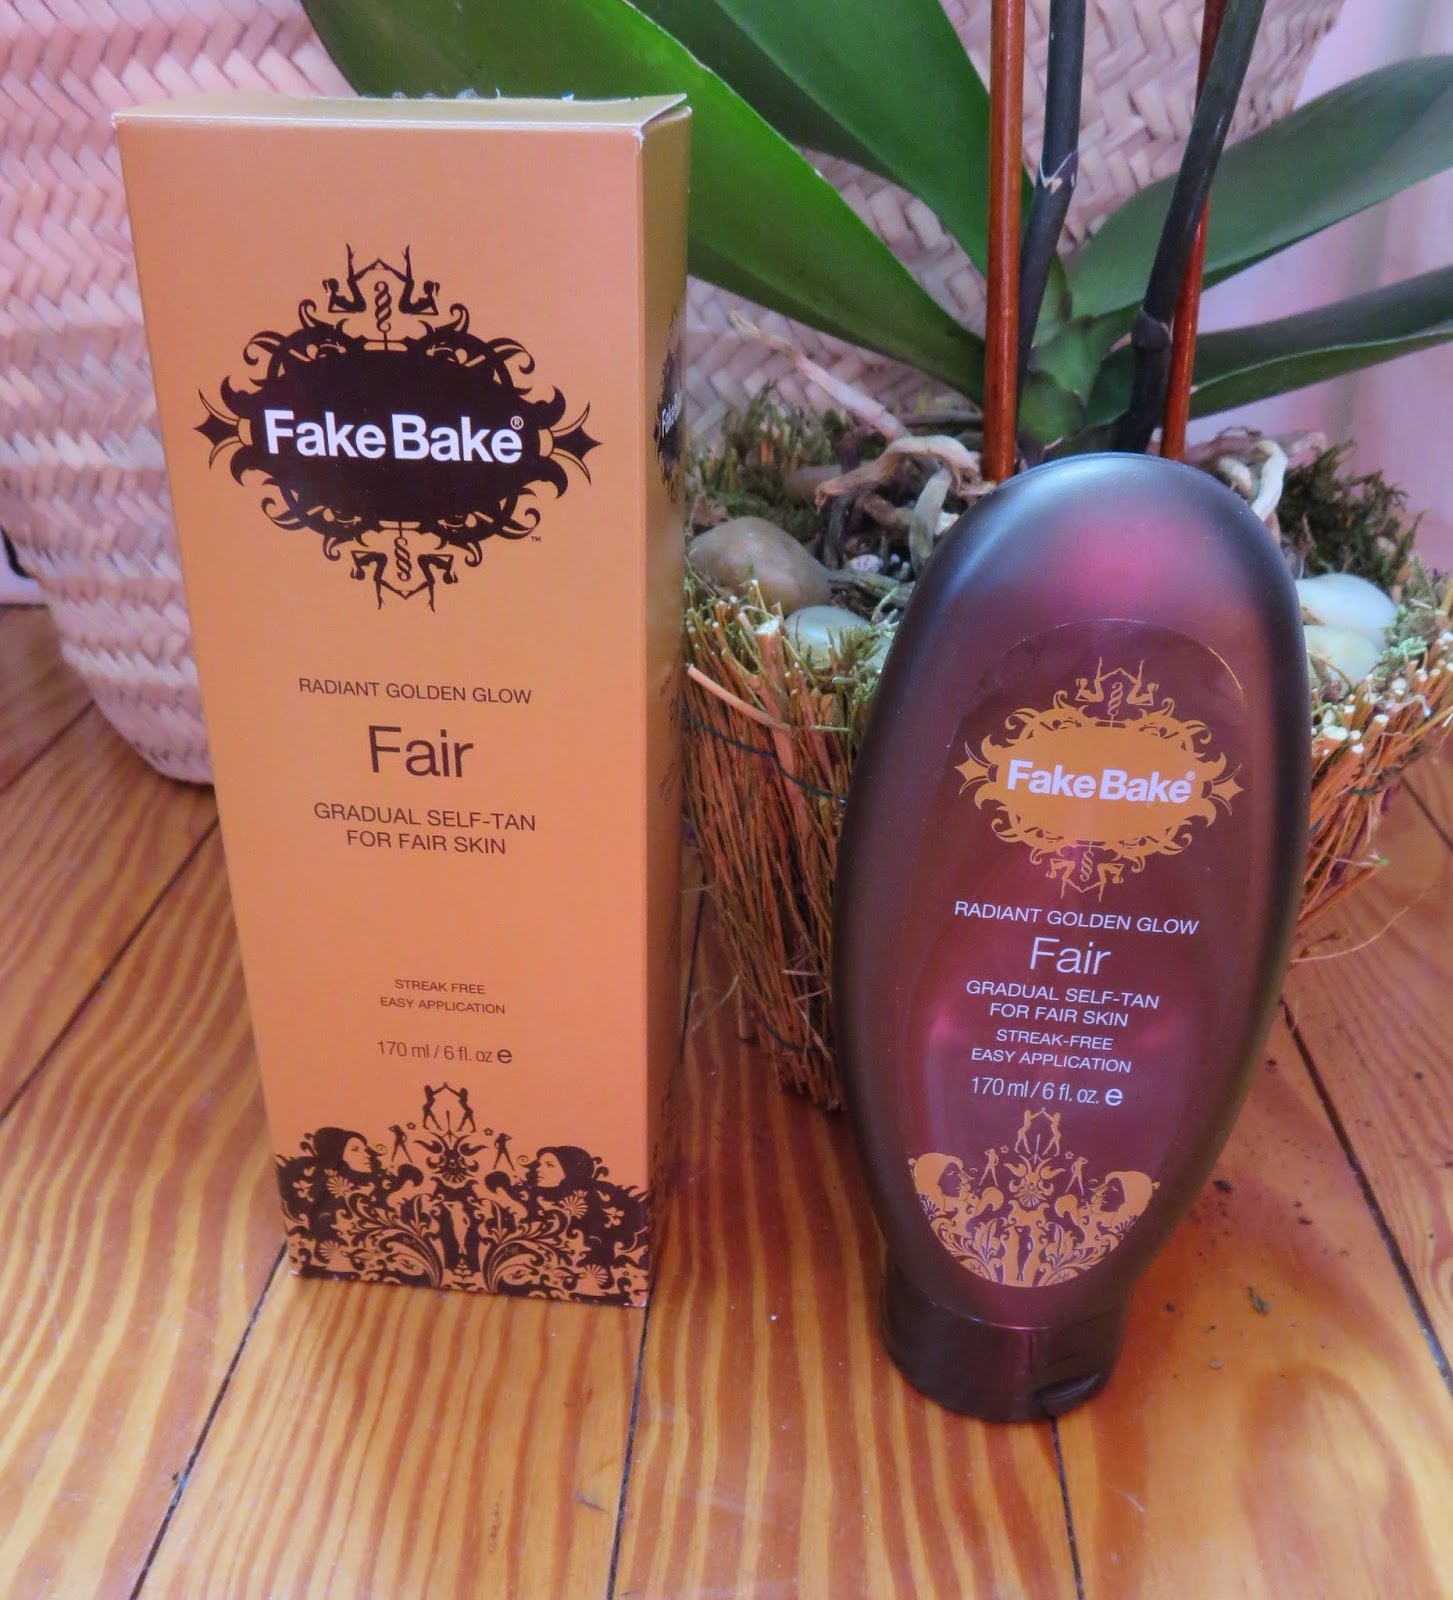 Fake Bake®
™
RADIANT GOLDEN GLOW
Fair
GRADUAL SELF-TAN
FOR FAIR SKIN
STREAK FREE
EASY APPLICATION
170 ml / 6 fl. oz e
Fake Bake®
RADIANT GOLDEN GLOW
Fair
GRADUAL SELF-TAN
FOR FAIR SKIN
STREAK-FREE
EASY APPLICATION
170 ml / 6 fl. oz. e